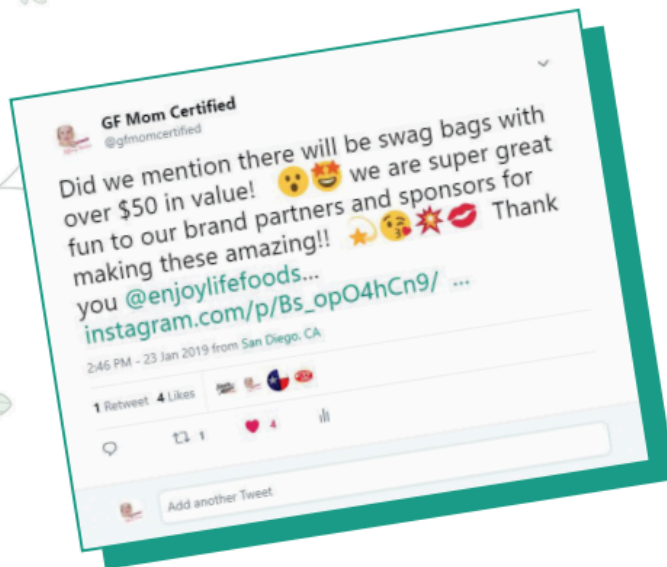 GF Mom Certified
@gfmomcertified
Did we mention there will be swag bags with
over $50 in value! 😮🤩 we are super great
fun to our brand partners and sponsors for
making these amazing!! 💫😘💥💋 Thank
you @enjoylifefoods...
instagram.com/p/Bs_opO4hCn9/ ...
2:46 PM - 23 Jan 2019 from San Diego, CA
1 Retweet 4 Likes
1 4
Add another Tweet